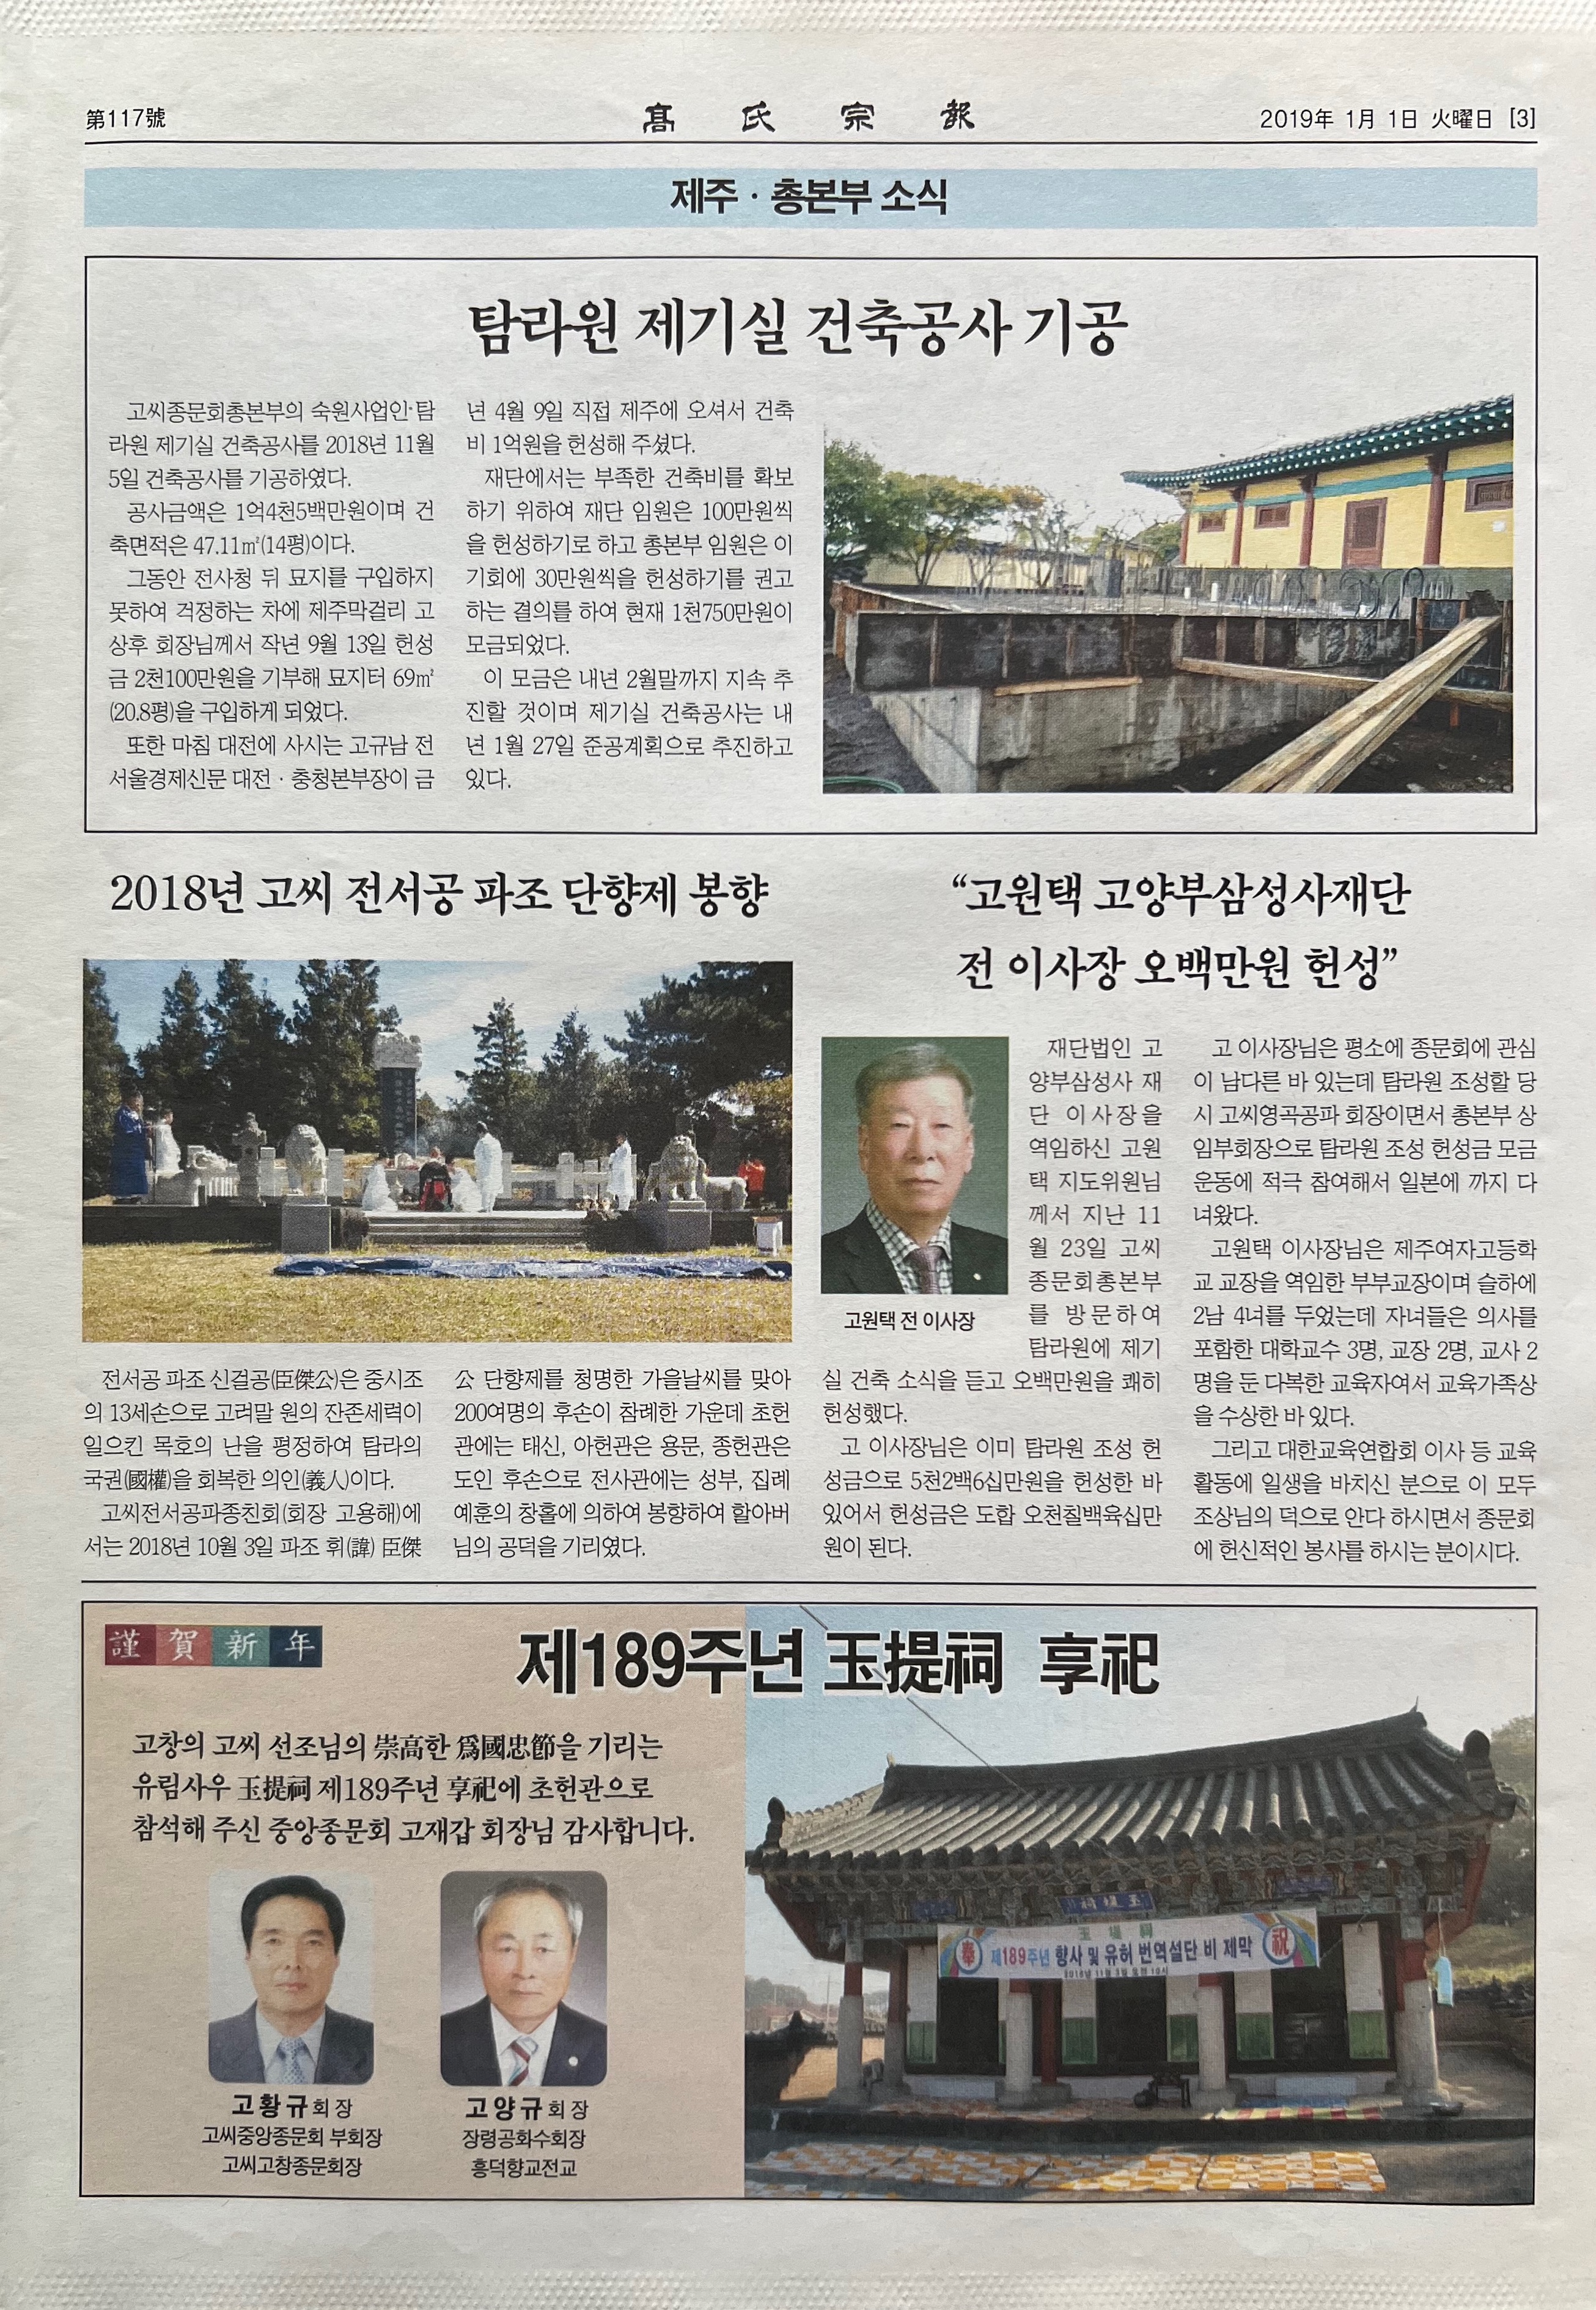 第117號
高氏宗報
2019年 1月 1日 火曜日 [3]
제주 · 총본부 소식
탐라원 제기실 건축공사 기공
고씨종문회총본부의 숙원사업인·탐
라원 제기실 건축공사를 2018년 11월
5일 건축공사를 기공하였다.
공사금액은 1억4천5백만원이며 건
축면적은 47.11㎡(14평)이다.
그동안 전사청 뒤 묘지를 구입하지
못하여 걱정하는 차에 제주막걸리 고
상후 회장님께서 작년 9월 13일 헌성
금 2천100만원을 기부해 묘지터 69㎡
(20.8평)을 구입하게 되었다.
또한 마침 대전에 사시는 고규남 전
서울경제신문 대전 · 충청본부장이 금
년 4월 9일 직접 제주에 오셔서 건축
비 1억원을 헌성해 주셨다.
재단에서는 부족한 건축비를 확보
하기 위하여 재단 임원은 100만원씩
을 헌성하기로 하고 총본부 임원은 이
기회에 30만원씩을 헌성하기를 권고
하는 결의를 하여 현재 1천750만원이
모금되었다.
이 모금은 내년 2월말까지 지속 추
진할 것이며 제기실 건축공사는 내
년 1월 27일 준공계획으로 추진하고
있다.
2018년 고씨 전서공 파조 단향제 봉향
전서공 파조 신걸공(臣傑公)은 중시조
의 13세손으로 고려말 원의 잔존세력이
일으킨 목호의 난을 평정하여 탐라의
국권(國權)을 회복한 의인(義人)이다.
고씨전서공파종친회(회장 고용해)에
서는 2018년 10월 3일 파조 휘(諱) 臣傑
公 단향제를 청명한 가을날씨를 맞아
200여명의 후손이 참례한 가운데 초헌
관에는 태신, 아헌관은 용문, 종헌관은
도인 후손으로 전사관에는 성부, 집례
예훈의 창홀에 의하여 봉향하여 할아버
님의 공덕을 기리였다.
“고원택 고양부삼성사재단
전 이사장 오백만원 헌성”
고원택 전 이사장
재단법인 고
양부삼성사 재
단 이사장을
역임하신 고원
택 지도위원님
께서 지난 11
월 23일 고씨
종문회총본부
를 방문하여
탐라원에 제기
실 건축 소식을 듣고 오백만원을 쾌히
헌성했다.
고 이사장님은 이미 탐라원 조성 헌
성금으로 5천2백6십만원을 헌성한 바
있어서 헌성금은 도합 오천칠백육십만
원이 된다.
고 이사장님은 평소에 종문회에 관심
이 남다른 바 있는데 탐라원 조성할 당
시 고씨영곡공파 회장이면서 총본부 상
임부회장으로 탐라원 조성 헌성금 모금
운동에 적극 참여해서 일본에 까지 다
녀왔다.
고원택 이사장님은 제주여자고등학
교 교장을 역임한 부부교장이며 슬하에
2남 4녀를 두었는데 자녀들은 의사를
포함한 대학교수 3명, 교장 2명, 교사 2
명을 둔 다복한 교육자여서 교육가족상
을 수상한 바 있다.
그리고 대한교육연합회 이사 등 교육
활동에 일생을 바치신 분으로 이 모두
조상님의 덕으로 안다 하시면서 종문회
에 헌신적인 봉사를 하시는 분이시다.
謹賀新年
제189주년 玉提祠 享祀
고창의 고씨 선조님의 崇高한 爲國忠節을 기리는
유림사우 玉提祠 제189주년 享祀에 초헌관으로
참석해 주신 중앙종문회 고재갑 회장님 감사합니다.
고황규 회장
고씨중앙종문회 부회장
고씨고창종문회장
고양규 회장
장령공화수회장
흥덕향교전교
奉
제189주년 향사 및 유허 번역설단 비 제막
祝